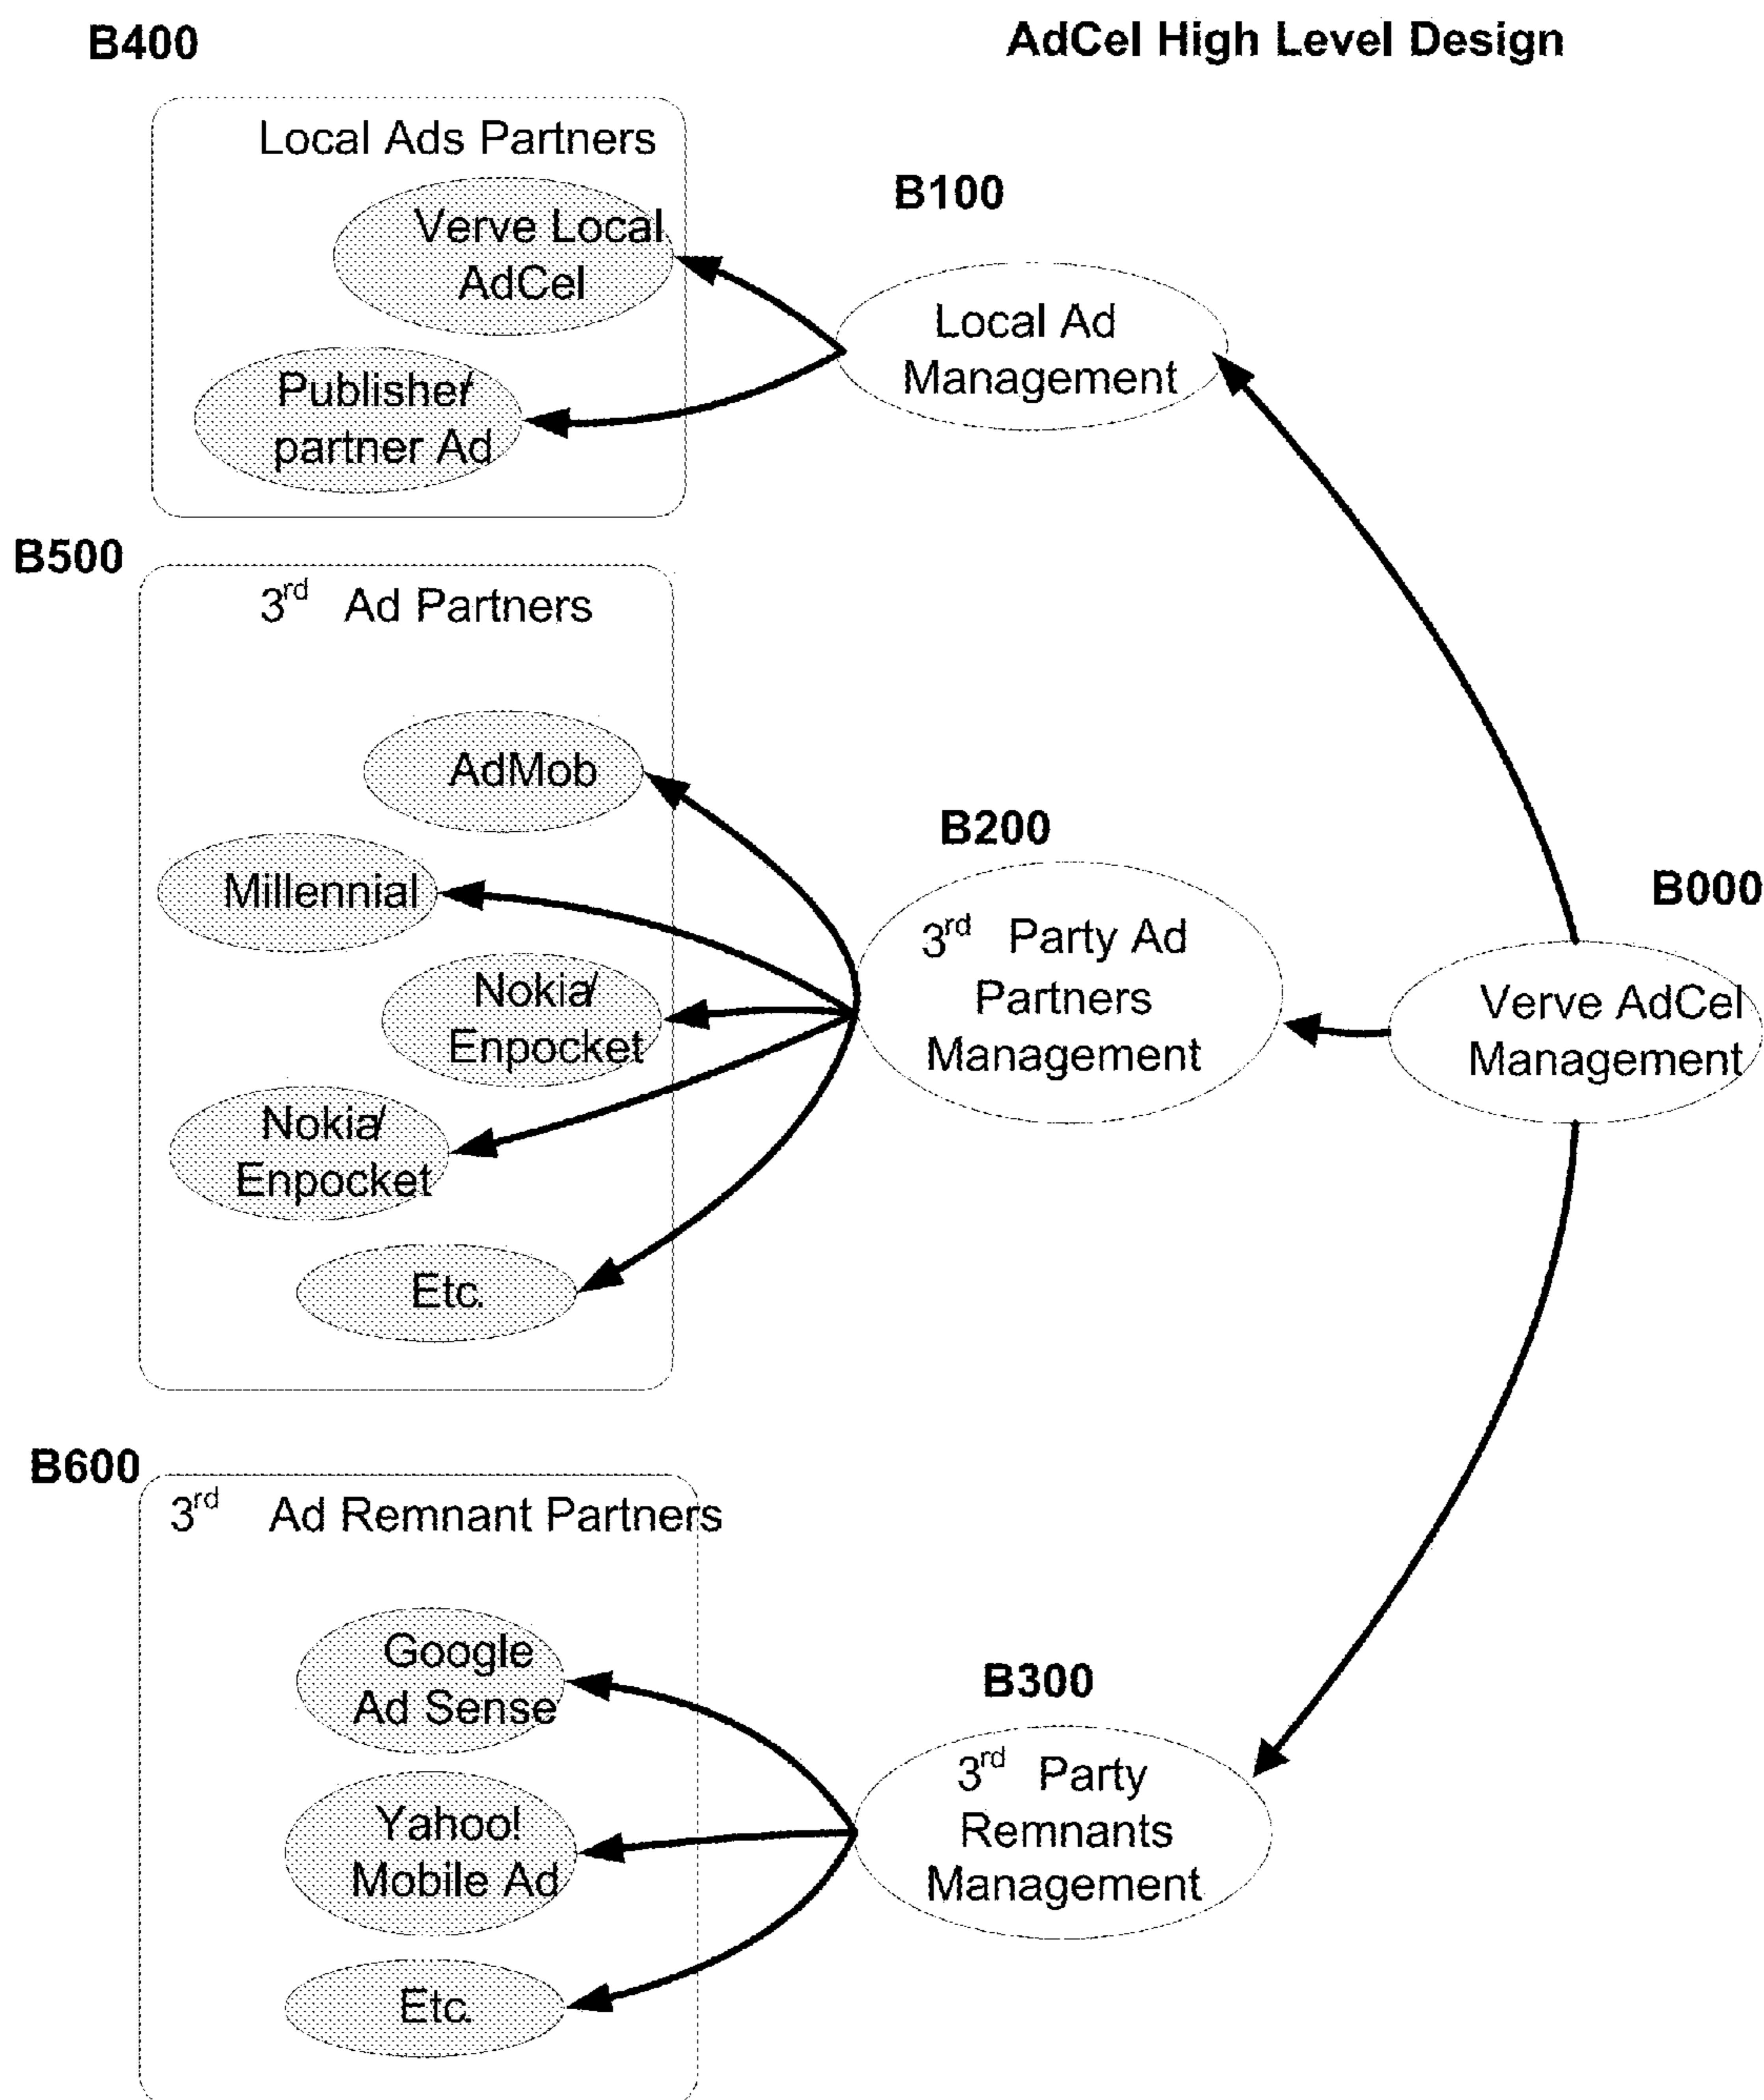 AdCel High Level Design
B400
Local Ads Partners
Verve Local
AdCel
Publisher/
partner Ad
B100
Local Ad
Management
B500
3rd Ad Partners
AdMob
Millennial
Nokia/
Enpocket
Nokia/
Enpocket
Etc.
B200
3rd Party Ad
Partners
Management
B000
Verve AdCel
Management
B600
3rd Ad Remnant Partners
Google
Ad Sense
Yahoo!
Mobile Ad
Etc.
B300
3rd Party
Remnants
Management